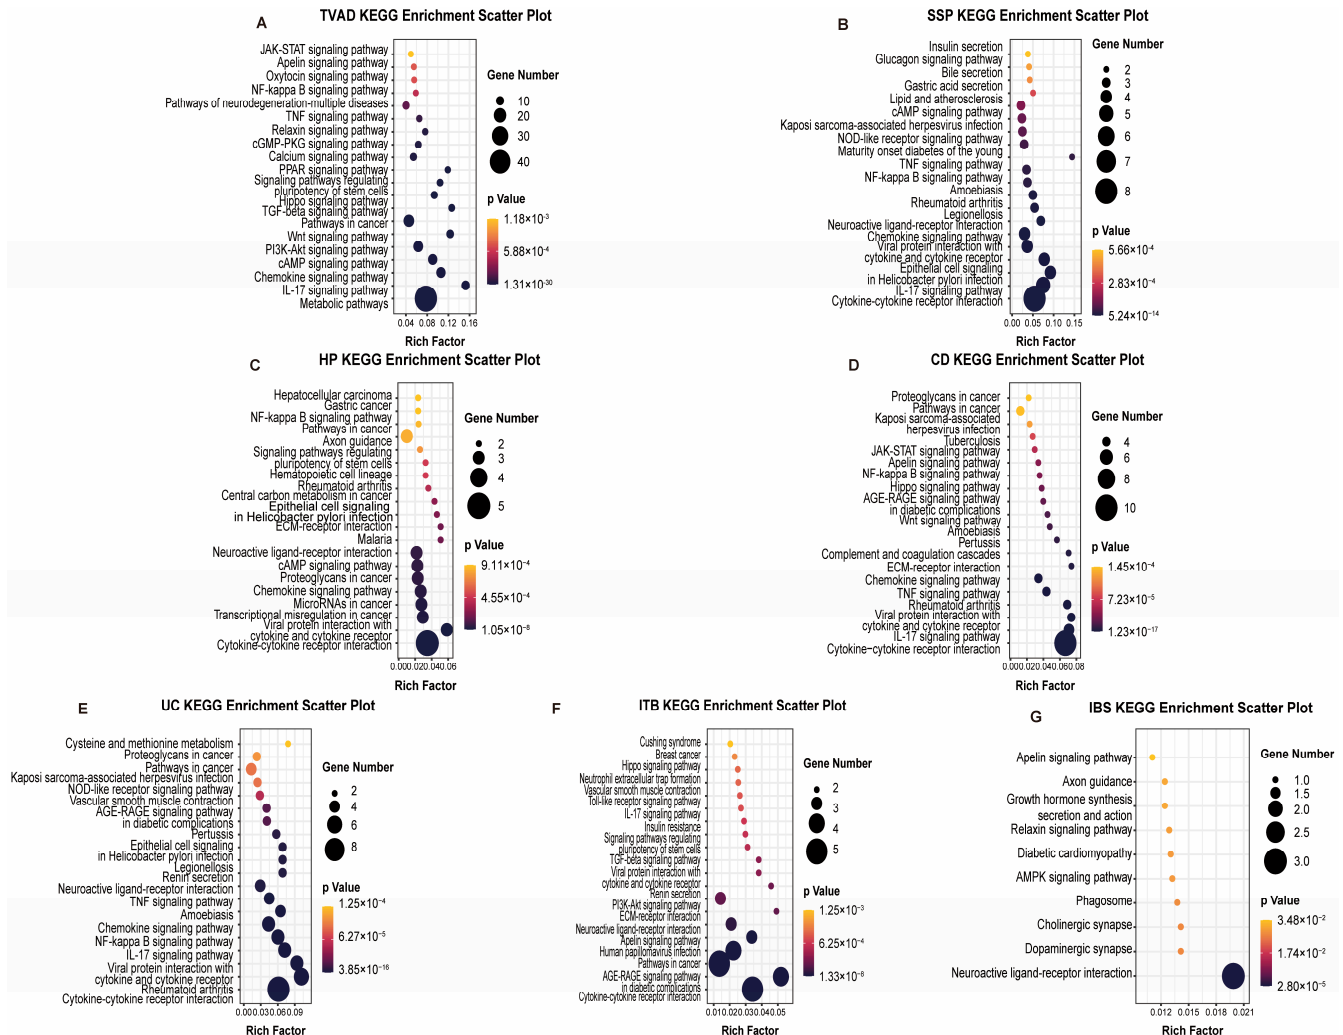 A
TVAD KEGG Enrichment Scatter Plot
JAK-STAT signaling pathway
Apelin signaling pathway
Oxytocin signaling pathway
NF-kappa B signaling pathway
Pathways of neurodegeneration-multiple diseases
TNF signaling pathway
Relaxin signaling pathway
cGMP-PKG signaling pathway
Calcium signaling pathway
PPAR signaling pathway
Signaling pathways regulating
pluripotency of stem cells
Hippo signaling pathway
TGF-beta signaling pathway
Pathways in cancer
Wnt signaling pathway
PI3K-Akt signaling pathway
cAMP signaling pathway
Chemokine signaling pathway
IL-17 signaling pathway
Metabolic pathways
0.04 0.08 0.12 0.16
Rich Factor
Gene Number
10
20
30
40
p Value
1.18×10⁻³
5.88×10⁻⁴
1.31×10⁻³⁰
B
SSP KEGG Enrichment Scatter Plot
Insulin secretion
Glucagon signaling pathway
Bile secretion
Gastric acid secretion
Lipid and atherosclerosis
cAMP signaling pathway
Kaposi sarcoma-associated herpesvirus infection
NOD-like receptor signaling pathway
Maturity onset diabetes of the young
TNF signaling pathway
NF-kappa B signaling pathway
Amoebiasis
Rheumatoid arthritis
Legionellosis
Neuroactive ligand-receptor interaction
Chemokine signaling pathway
Viral protein interaction with
cytokine and cytokine receptor
Epithelial cell signaling
in Helicobacter pylori infection
IL-17 signaling pathway
Cytokine-cytokine receptor interaction
0.00 0.05 0.10 0.15
Rich Factor
Gene Number
2
3
4
5
6
7
8
p Value
5.66×10⁻⁴
2.83×10⁻⁴
5.24×10⁻¹⁴
C
HP KEGG Enrichment Scatter Plot
Hepatocellular carcinoma
Gastric cancer
NF-kappa B signaling pathway
Pathways in cancer
Axon guidance
Signaling pathways regulating
pluripotency of stem cells
Hematopoietic cell lineage
Rheumatoid arthritis
Central carbon metabolism in cancer
Epithelial cell signaling
in Helicobacter pylori infection
ECM-receptor interaction
Malaria
Neuroactive ligand-receptor interaction
cAMP signaling pathway
Proteoglycans in cancer
Chemokine signaling pathway
MicroRNAs in cancer
Transcriptional misregulation in cancer
Viral protein interaction with
cytokine and cytokine receptor
Cytokine-cytokine receptor interaction
0.000.020.040.06
Rich Factor
Gene Number
2
3
4
5
p Value
9.11×10⁻⁴
4.55×10⁻⁴
1.05×10⁻⁸
D
CD KEGG Enrichment Scatter Plot
Proteoglycans in cancer
Pathways in cancer
Kaposi sarcoma-associated
herpesvirus infection
Tuberculosis
JAK-STAT signaling pathway
Apelin signaling pathway
NF-kappa B signaling pathway
Hippo signaling pathway
AGE-RAGE signaling pathway
in diabetic complications
Wnt signaling pathway
Amoebiasis
Pertussis
Complement and coagulation cascades
ECM-receptor interaction
Chemokine signaling pathway
TNF signaling pathway
Rheumatoid arthritis
Viral protein interaction with
cytokine and cytokine receptor
IL-17 signaling pathway
Cytokine−cytokine receptor interaction
0.000.020.040.060.08
Rich Factor
Gene Number
4
6
8
10
p Value
1.45×10⁻⁴
7.23×10⁻⁵
1.23×10⁻¹⁷
E
UC KEGG Enrichment Scatter Plot
Cysteine and methionine metabolism
Proteoglycans in cancer
Pathways in cancer
Kaposi sarcoma-associated herpesvirus infection
NOD-like receptor signaling pathway
Vascular smooth muscle contraction
AGE-RAGE signaling pathway
in diabetic complications
Pertussis
Epithelial cell signaling
in Helicobacter pylori infection
Legionellosis
Renin secretion
Neuroactive ligand-receptor interaction
TNF signaling pathway
Amoebiasis
Chemokine signaling pathway
NF-kappa B signaling pathway
IL-17 signaling pathway
Viral protein interaction with
cytokine and cytokine receptor
Rheumatoid arthritis
Cytokine-cytokine receptor interaction
0.000.030.060.09
Rich Factor
Gene Number
2
4
6
8
p Value
1.25×10⁻⁴
6.27×10⁻⁵
3.85×10⁻¹⁶
F
ITB KEGG Enrichment Scatter Plot
Cushing syndrome
Breast cancer
Hippo signaling pathway
Neutrophil extracellular trap formation
Vascular smooth muscle contraction
Toll-like receptor signaling pathway
IL-17 signaling pathway
Insulin resistance
Signaling pathways regulating
pluripotency of stem cells
TGF-beta signaling pathway
Viral protein interaction with
cytokine and cytokine receptor
Renin secretion
PI3K-Akt signaling pathway
ECM-receptor interaction
Neuroactive ligand-receptor interaction
Apelin signaling pathway
Human papillomavirus infection
Pathways in cancer
AGE-RAGE signaling pathway
in diabetic complications
Cytokine-cytokine receptor interaction
0.010.020.030.040.05
Rich Factor
Gene Number
2
3
4
5
p Value
1.25×10⁻³
6.25×10⁻⁴
1.33×10⁻⁸
G
IBS KEGG Enrichment Scatter Plot
Apelin signaling pathway
Axon guidance
Growth hormone synthesis
secretion and action
Relaxin signaling pathway
Diabetic cardiomyopathy
AMPK signaling pathway
Phagosome
Cholinergic synapse
Dopaminergic synapse
Neuroactive ligand-receptor interaction
0.012 0.015 0.018 0.021
Rich Factor
Gene Number
1.0
1.5
2.0
2.5
3.0
p Value
3.48×10⁻²
1.74×10⁻²
2.80×10⁻⁵